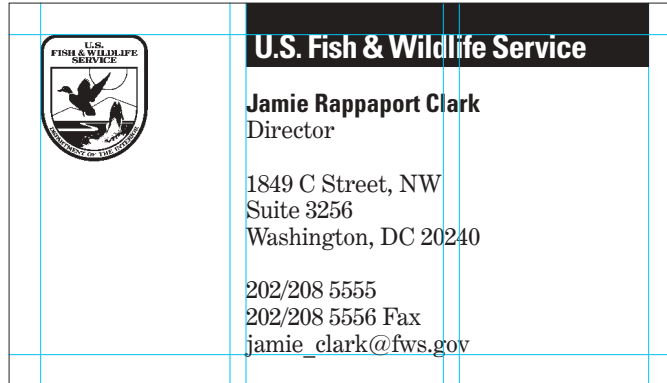 U.S.
FISH & WILDLIFE
SERVICE
DEPARTMENT OF THE INTERIOR
U.S. Fish & Wildlife Service
Jamie Rappaport Clark
Director
1849 C Street, NW
Suite 3256
Washington, DC 20240
202/208 5555
202/208 5556 Fax
jamie_clark@fws.gov